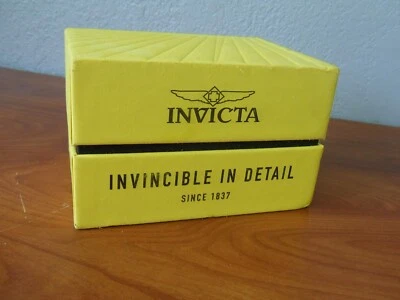 INVICTA
INVINCIBLE IN DETAIL
SINCE 1837